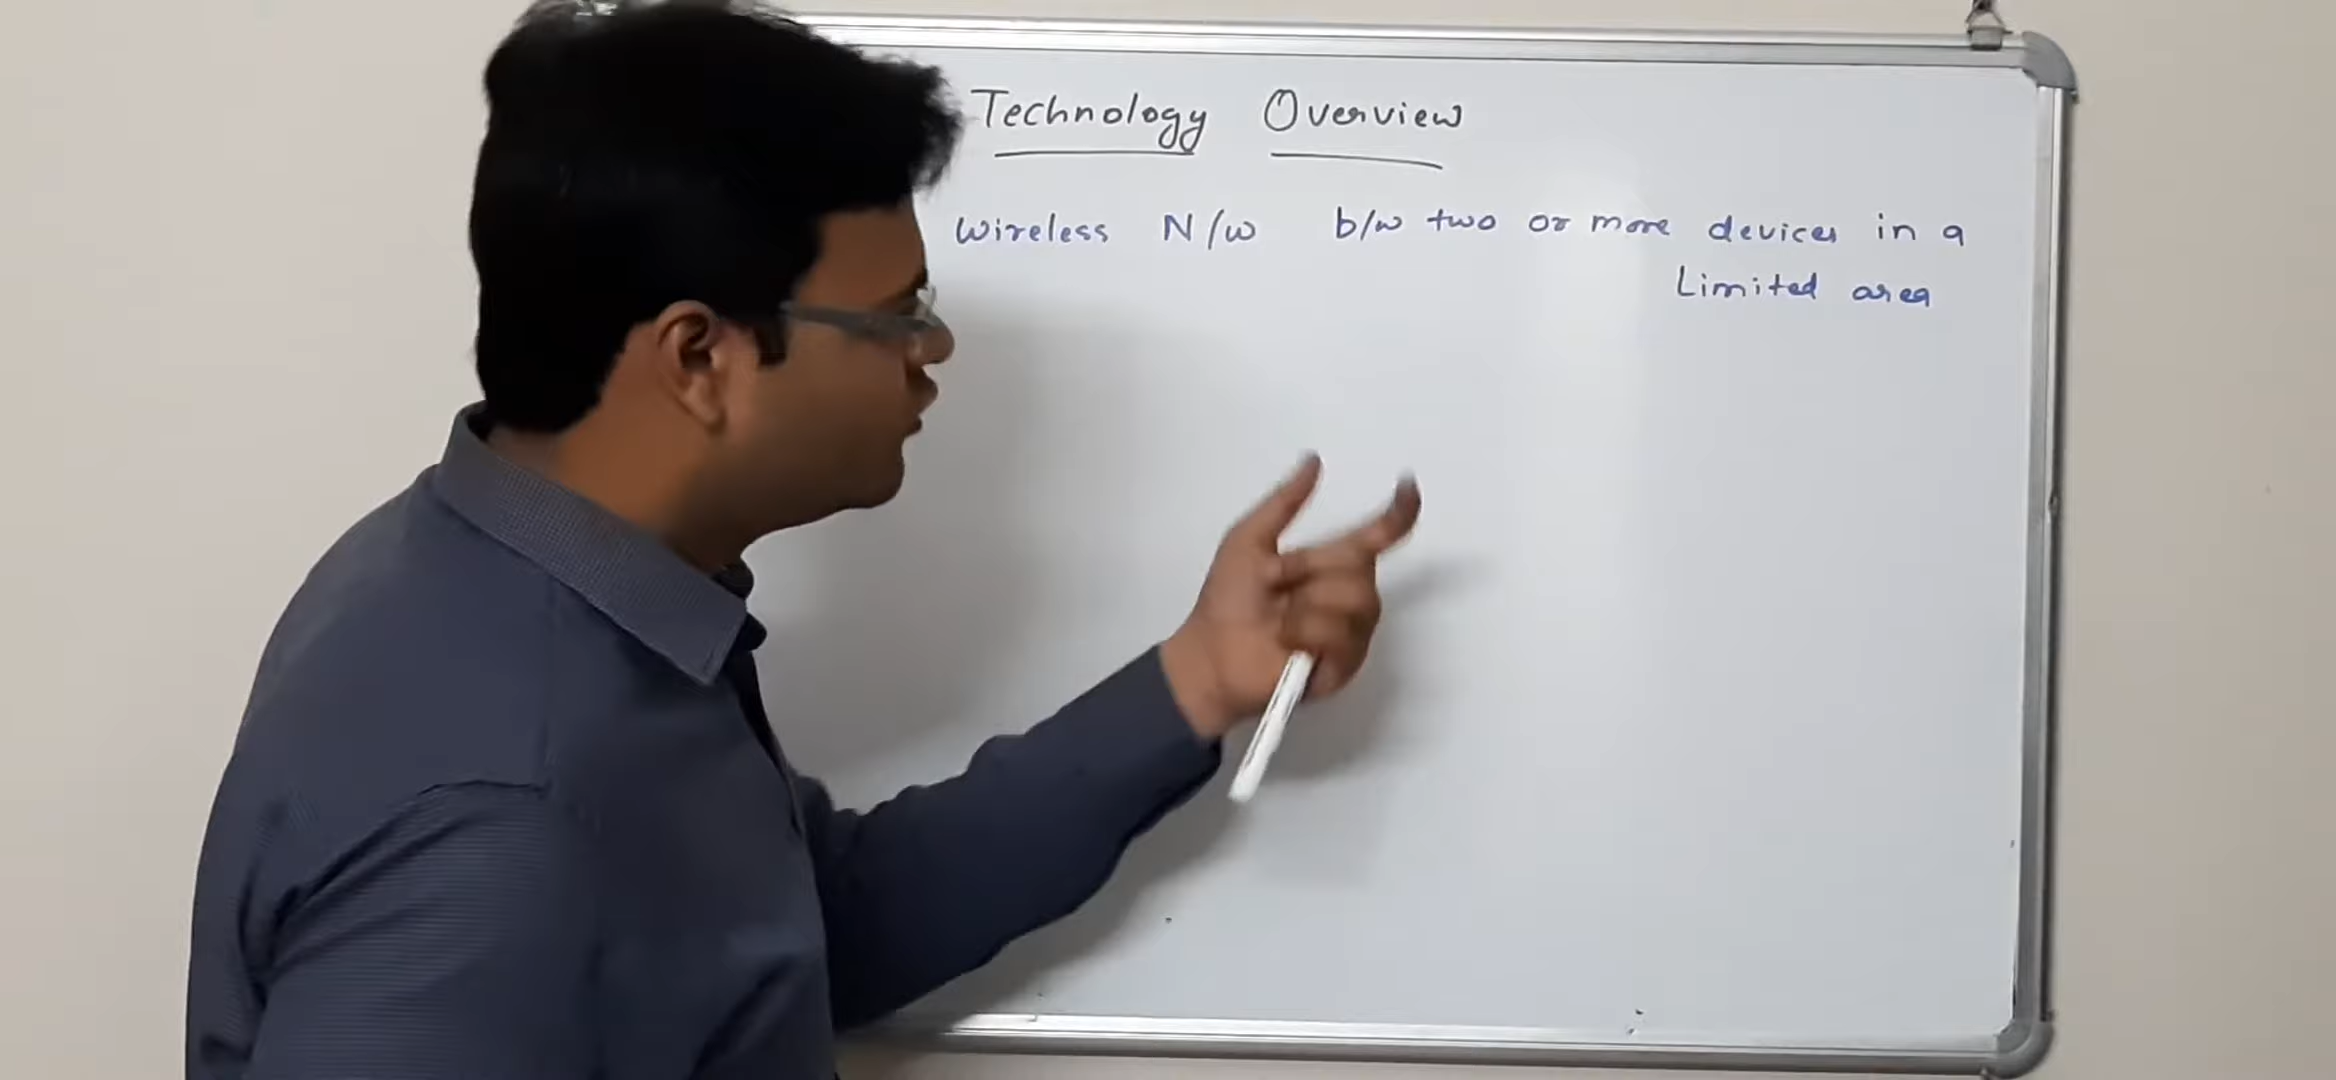 Technology Overview
Wireless N/w b/w two or more devices in a
Limited area